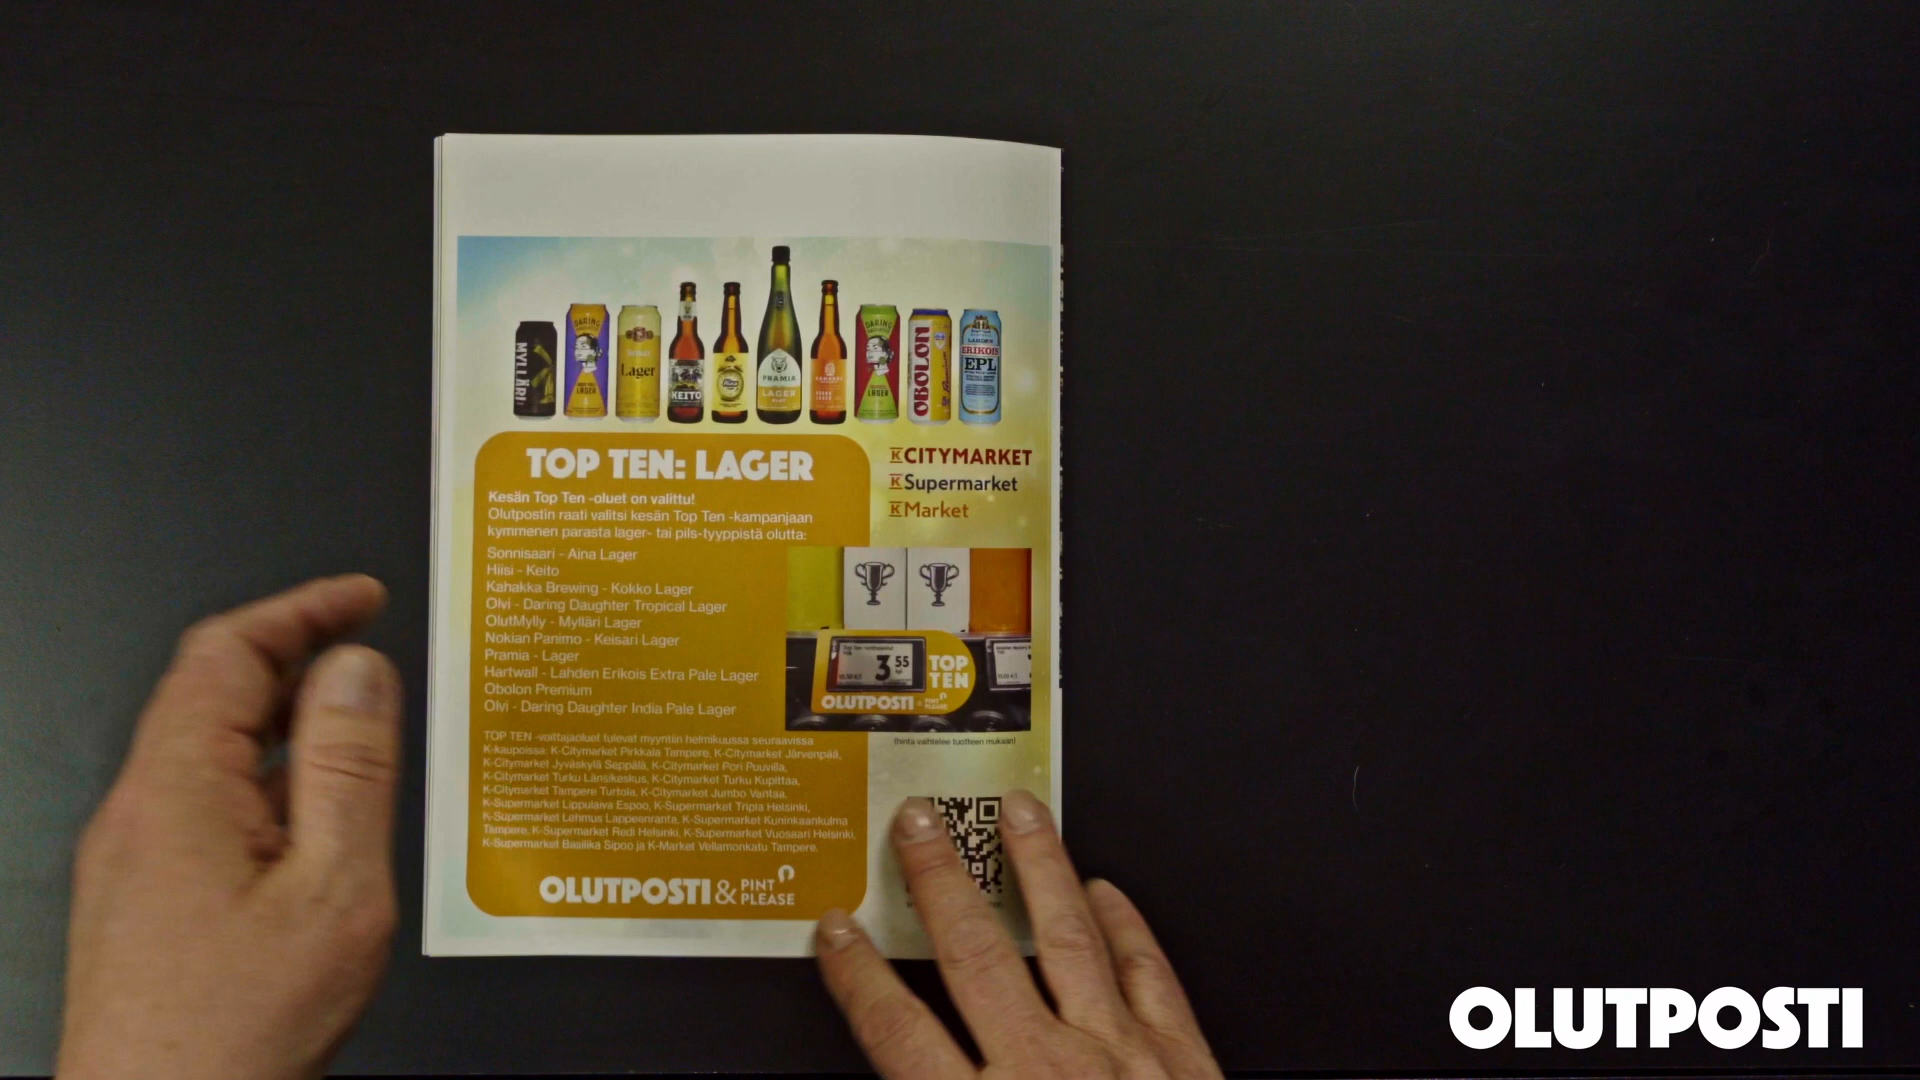 MYLLÄRI
DARING
LAGER
Lager
KEITO
PRAMIA
LAGER
DARING
LAGER
OBOLON
Premium
LAHDEN
ERIKOIS
EPL
TOP TEN: LAGER
Kesän Top Ten -oluet on valittu!
Olutpostin raati valitsi kesän Top Ten -kampanjaan
kymmenen parasta lager- tai pils-tyyppistä olutta:
Sonnisaari - Aina Lager
Hiisi - Keito
Kahakka Brewing - Kokko Lager
Olvi - Daring Daughter Tropical Lager
OlutMylly - Mylläri Lager
Nokian Panimo - Keisari Lager
Pramia - Lager
Hartwall - Lahden Erikois Extra Pale Lager
Obolon Premium
Olvi - Daring Daughter India Pale Lager
TOP TEN -voittajaoluet tulevat myyntiin helmikuussa seuraavissa
K-kaupoissa: K-Citymarket Pirkkala Tampere, K-Citymarket Järvenpää,
K-Citymarket Jyväskylä Seppälä, K-Citymarket Pori Puuvilla,
K-Citymarket Turku Länsikeskus, K-Citymarket Turku Kupittaa,
K-Citymarket Tampere Turtola, K-Citymarket Jumbo Vantaa,
K-Supermarket Lippulaiva Espoo, K-Supermarket Tripla Helsinki,
K-Supermarket Lehmus Lappeenranta, K-Supermarket Kuninkaankulma
Tampere, K-Supermarket Redi Helsinki, K-Supermarket Vuosaari Helsinki,
K-Supermarket Basilika Sipoo ja K-Market Vellamonkatu Tampere.
OLUTPOSTI & PINT PLEASE
K CITYMARKET
K Supermarket
K Market
3 55
TOP
TEN
OLUTPOSTI & PINT PLEASE
(hinta vaihtelee tuotteen mukaan)
OLUTPOSTI